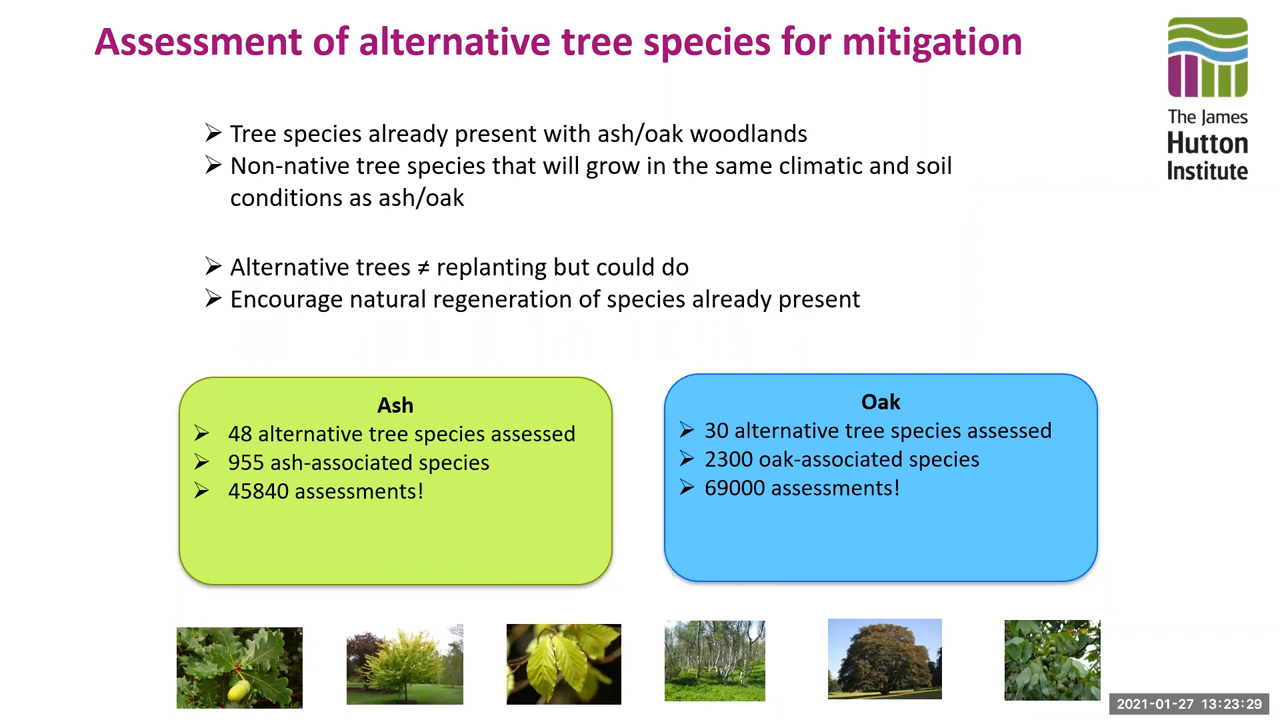 Assessment of alternative tree species for mitigation
The James
Hutton
Institute
➢ Tree species already present with ash/oak woodlands
➢ Non-native tree species that will grow in the same climatic and soil
conditions as ash/oak
➢ Alternative trees ≠ replanting but could do
➢ Encourage natural regeneration of species already present
Ash
➢ 48 alternative tree species assessed
➢ 955 ash-associated species
➢ 45840 assessments!
Oak
➢ 30 alternative tree species assessed
➢ 2300 oak-associated species
➢ 69000 assessments!
2021-01-27 13:23:29